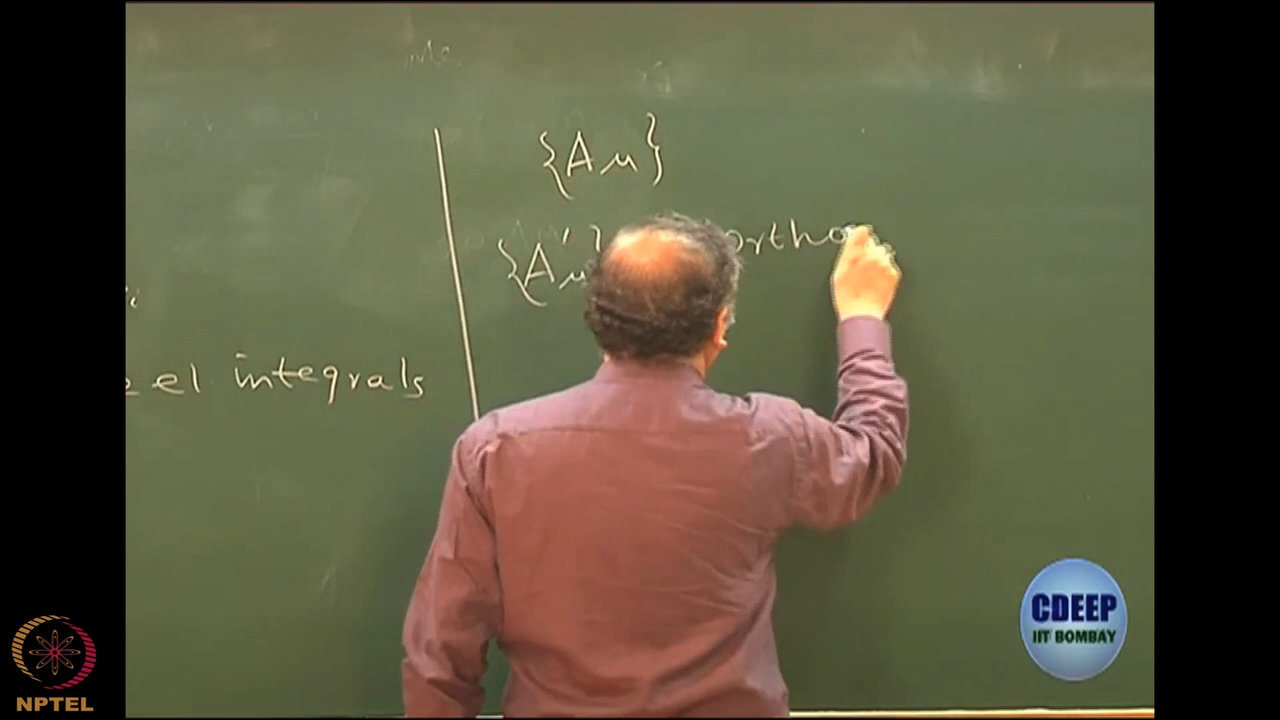 el integrals
{Aμ}
{A'μ} ortho
CDEEP
IIT BOMBAY
NPTEL